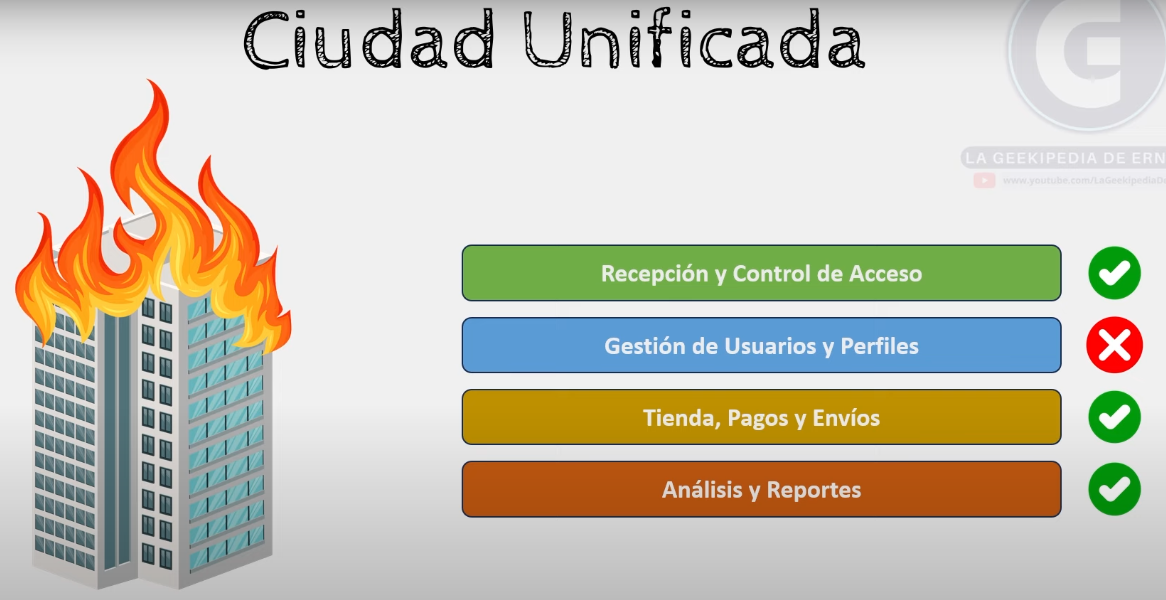 Ciudad Unificada
G
LA GEEKIPEDIA DE ERN
www.youtube.com/LaGeekipediaDe
Recepción y Control de Acceso
Gestión de Usuarios y Perfiles
Tienda, Pagos y Envíos
Análisis y Reportes